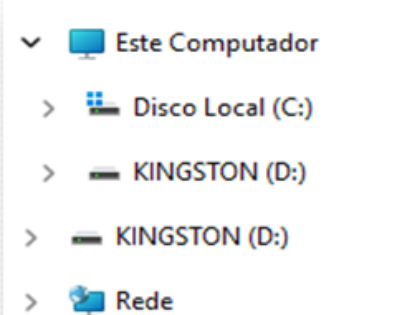 Este Computador
Disco Local (C:)
KINGSTON (D:)
KINGSTON (D:)
Rede